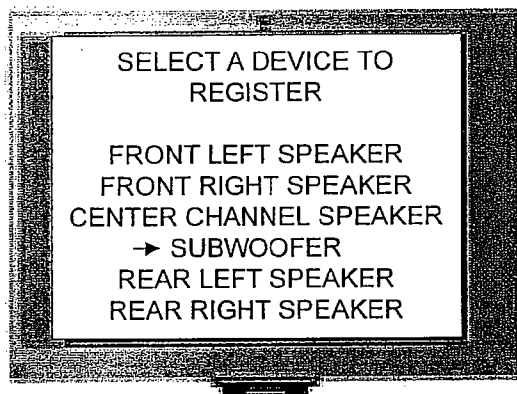 SELECT A DEVICE TO
REGISTER
FRONT LEFT SPEAKER
FRONT RIGHT SPEAKER
CENTER CHANNEL SPEAKER
→ SUBWOOFER
REAR LEFT SPEAKER
REAR RIGHT SPEAKER